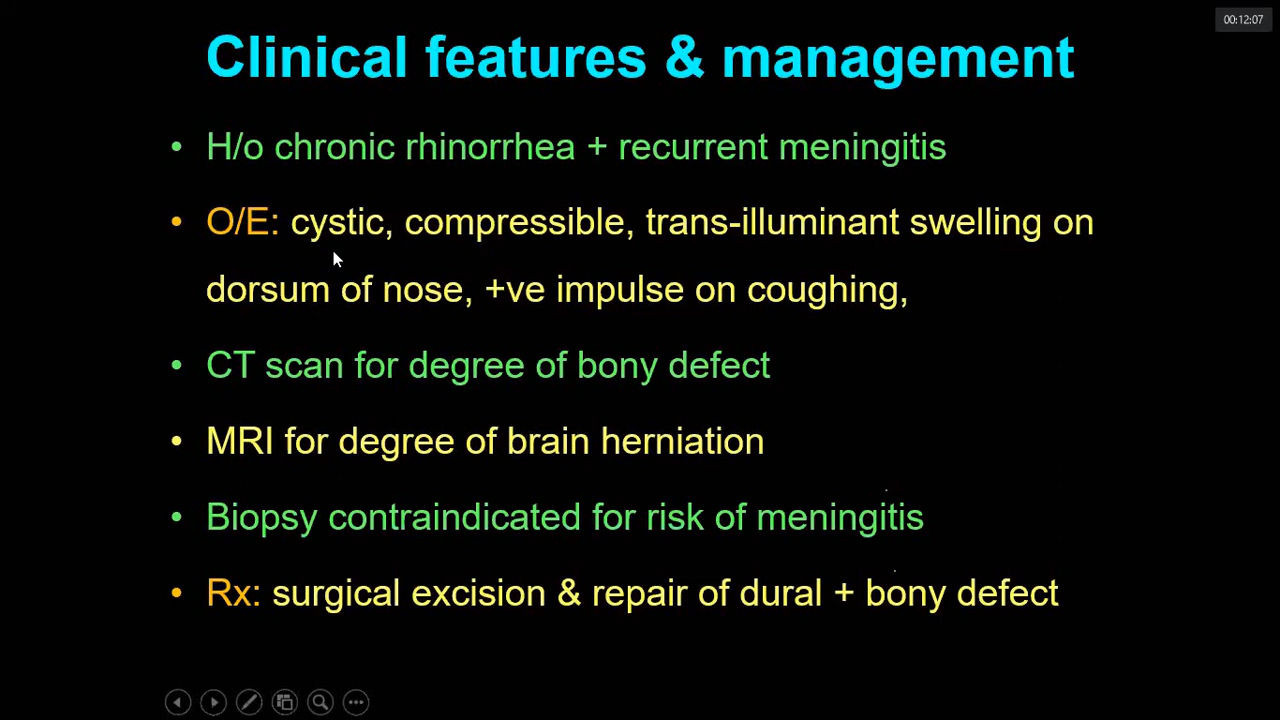 00:12:07
Clinical features & management
• H/o chronic rhinorrhea + recurrent meningitis
• O/E: cystic, compressible, trans-illuminant swelling on
dorsum of nose, +ve impulse on coughing,
• CT scan for degree of bony defect
• MRI for degree of brain herniation
• Biopsy contraindicated for risk of meningitis
• Rx: surgical excision & repair of dural + bony defect